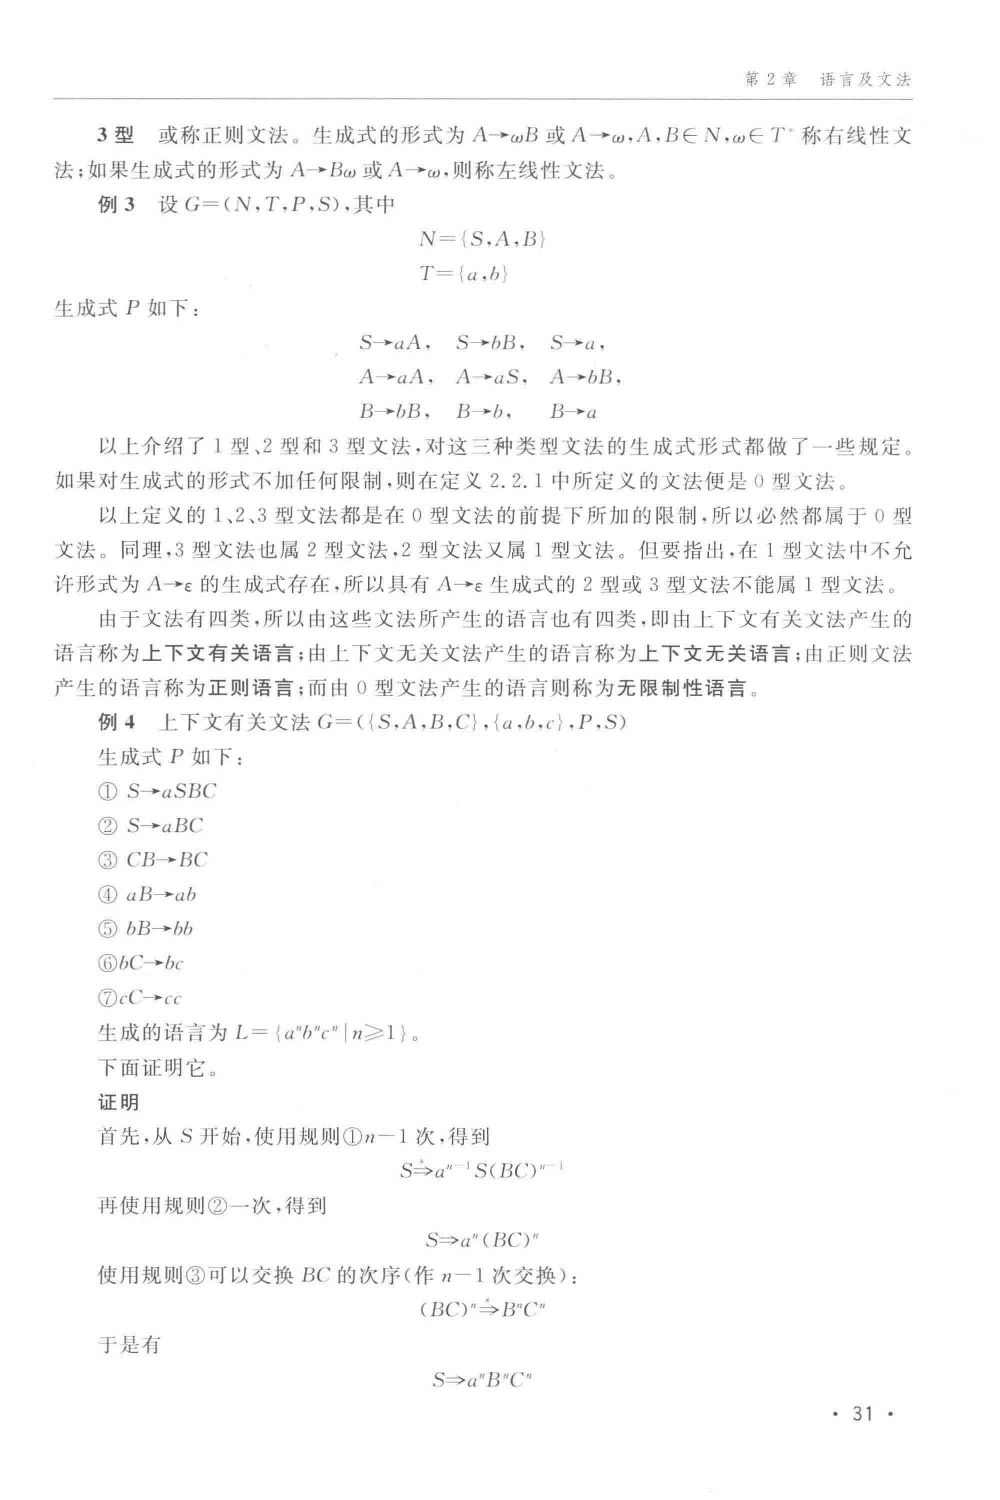 第 2 章 语言及文法
3 型 或称正则文法。生成式的形式为 A→ωB 或 A→ω,A,B∈N,ω∈T* 称右线性文
法;如果生成式的形式为 A→Bω 或 A→ω,则称左线性文法。
例 3 设 G=(N,T,P,S),其中
N={S,A,B}
T={a,b}
生成式 P 如下:
S→aA, S→bB, S→a,
A→aA, A→aS, A→bB,
B→bB, B→b, B→a
以上介绍了 1 型、2 型和 3 型文法,对这三种类型文法的生成式形式都做了一些规定。
如果对生成式的形式不加任何限制,则在定义 2.2.1 中所定义的文法便是 0 型文法。
以上定义的 1、2、3 型文法都是在 0 型文法的前提下所加的限制,所以必然都属于 0 型
文法。同理,3 型文法也属 2 型文法,2 型文法又属 1 型文法。但要指出,在 1 型文法中不允
许形式为 A→ε 的生成式存在,所以具有 A→ε 生成式的 2 型或 3 型文法不能属 1 型文法。
由于文法有四类,所以由这些文法所产生的语言也有四类,即由上下文有关文法产生的
语言称为上下文有关语言;由上下文无关文法产生的语言称为上下文无关语言;由正则文法
产生的语言称为正则语言;而由 0 型文法产生的语言则称为无限制性语言。
例 4 上下文有关文法 G=({S,A,B,C},{a,b,c},P,S)
生成式 P 如下:
① S→aSBC
② S→aBC
③ CB→BC
④ aB→ab
⑤ bB→bb
⑥bC→bc
⑦cC→cc
生成的语言为 L={aⁿbⁿcⁿ|n≥1}。
下面证明它。
证明
首先,从 S 开始,使用规则①n−1 次,得到
S⇒*aⁿ⁻¹S(BC)ⁿ⁻¹
再使用规则②一次,得到
S⇒aⁿ(BC)ⁿ
使用规则③可以交换 BC 的次序(作 n−1 次交换):
(BC)ⁿ⇒*BⁿCⁿ
于是有
S⇒aⁿBⁿCⁿ
· 31 ·